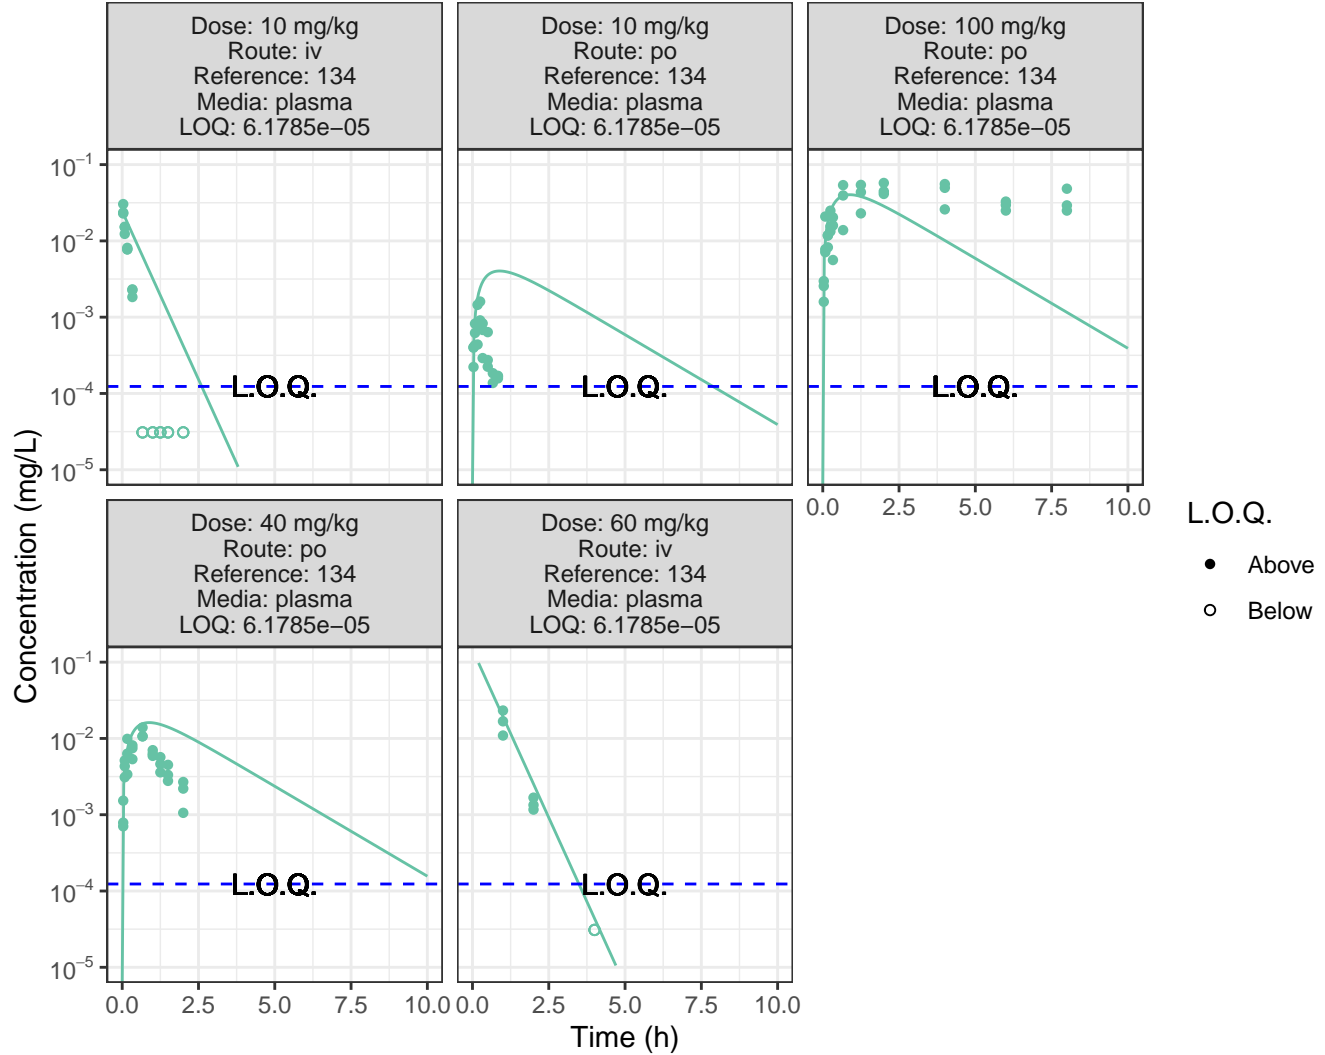 Dose: 10 mg/kg
Route: iv
Reference: 134
Media: plasma
LOQ: 6.1785e−05
Dose: 10 mg/kg
Route: po
Reference: 134
Media: plasma
LOQ: 6.1785e−05
Dose: 100 mg/kg
Route: po
Reference: 134
Media: plasma
LOQ: 6.1785e−05
10⁻¹
10⁻²
10⁻³
10⁻⁴
10⁻⁵
L.O.Q.
L.O.Q.
L.O.Q.
0.0 2.5 5.0 7.5 10.0
Dose: 40 mg/kg
Route: po
Reference: 134
Media: plasma
LOQ: 6.1785e−05
Dose: 60 mg/kg
Route: iv
Reference: 134
Media: plasma
LOQ: 6.1785e−05
10⁻¹
10⁻²
10⁻³
10⁻⁴
10⁻⁵
L.O.Q.
L.O.Q.
0.0 2.5 5.0 7.5 10.0
0.0 2.5 5.0 7.5 10.0
Time (h)
Concentration (mg/L)
L.O.Q.
Above
Below